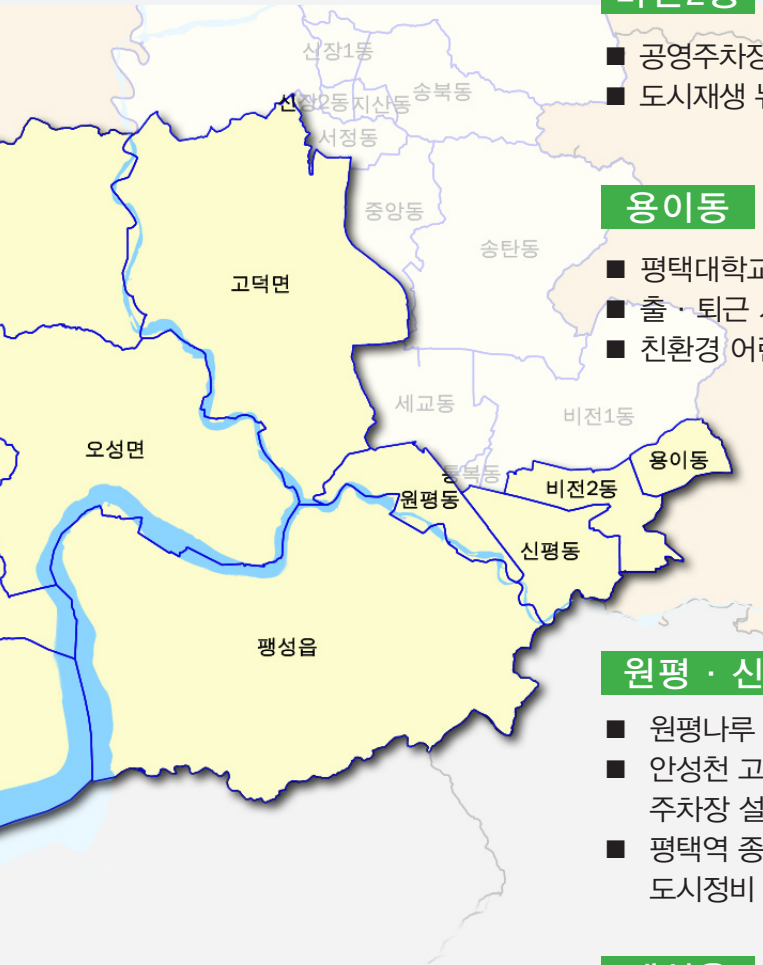 신장1동
신장2동
지산동
송북동
서정동
중앙동
송탄동
고덕면
세교동
비전1동
오성면
통복동
용이동
원평동
비전2동
신평동
팽성읍
■ 공영주차장
■ 도시재생
용이동
■ 평택대학교
■ 출 · 퇴근
■ 친환경
원평 · 신
■ 원평나루
■ 안성천 고
주차장 설
■ 평택역 종
도시정비